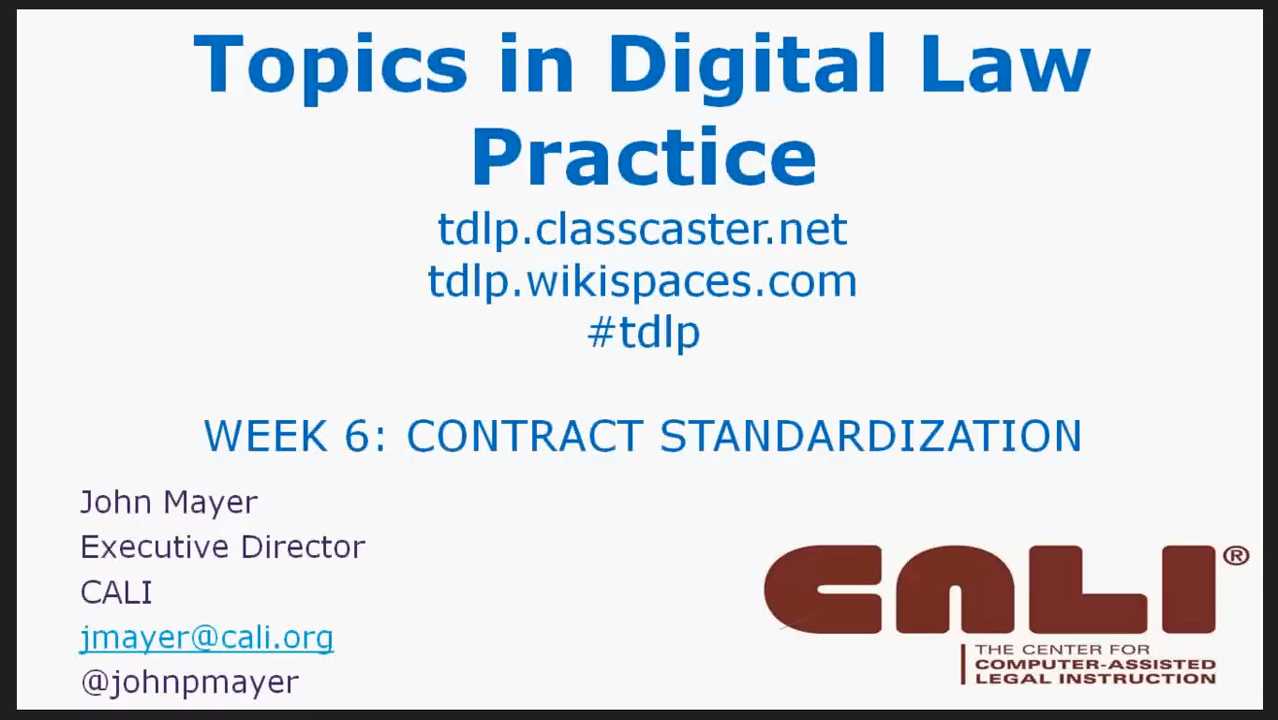 Topics in Digital Law
Practice
tdlp.classcaster.net
tdlp.wikispaces.com
#tdlp
WEEK 6: CONTRACT STANDARDIZATION
John Mayer
Executive Director
CALI
jmayer@cali.org
@johnpmayer
CALI®
THE CENTER FOR
COMPUTER-ASSISTED
LEGAL INSTRUCTION